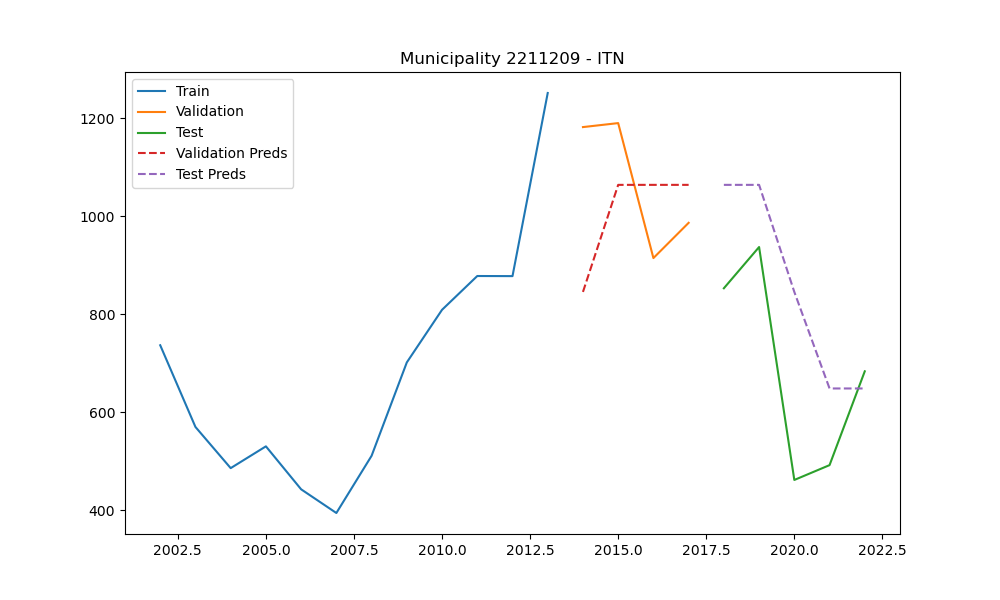 Municipality 2211209 - ITN
Train
Validation
Test
Validation Preds
Test Preds
1200
1000
800
600
400
2002.5 2005.0 2007.5 2010.0 2012.5 2015.0 2017.5 2020.0 2022.5